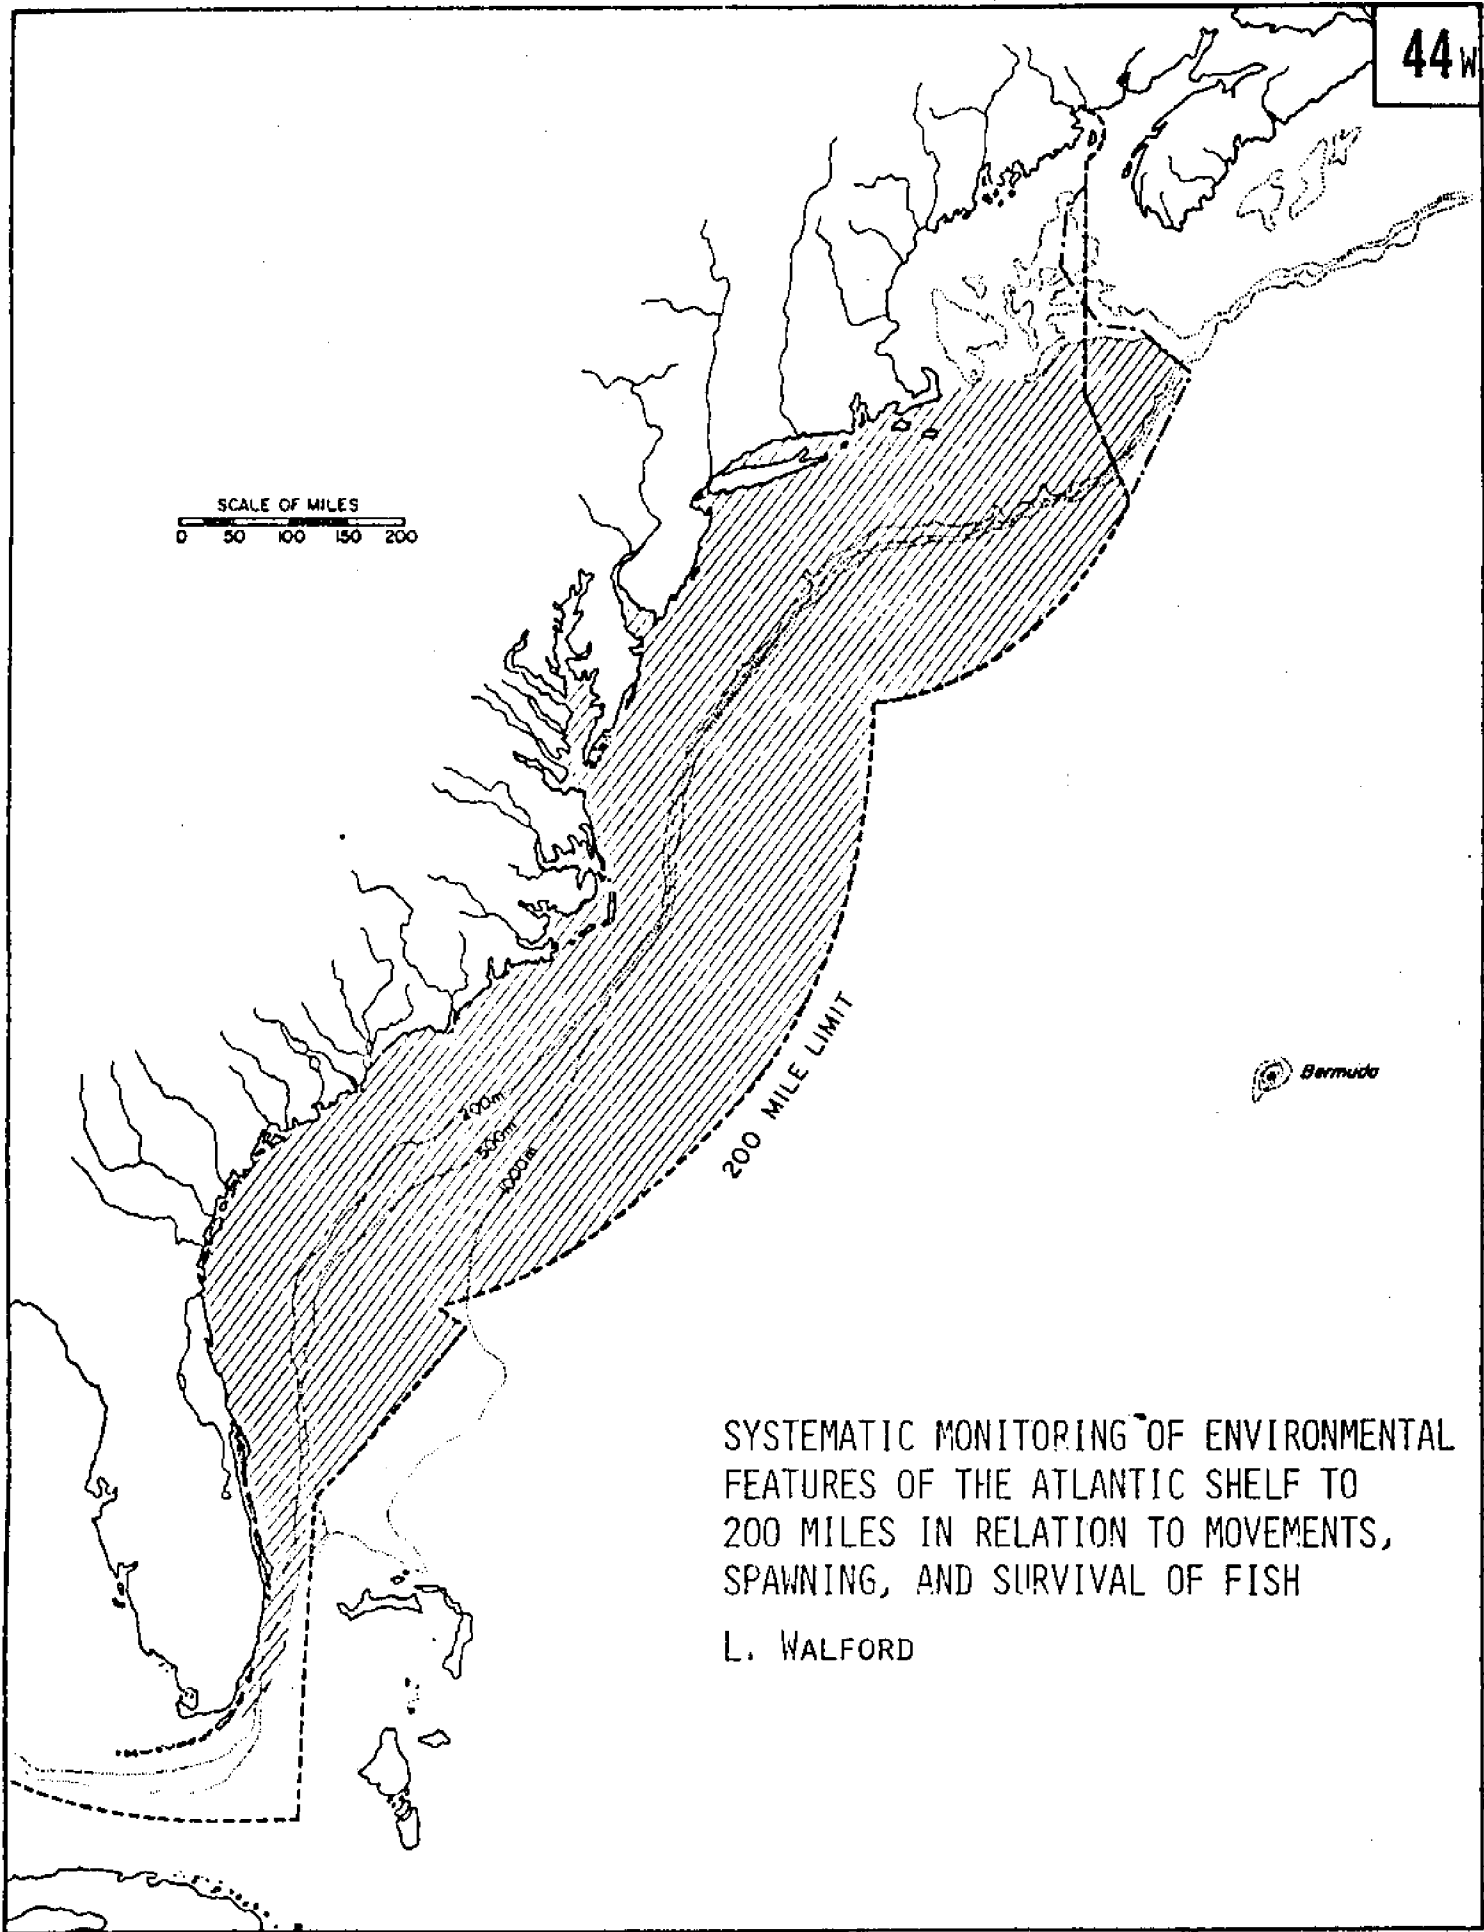 44W
SCALE OF MILES
0 50 100 150 200
200 MILE LIMIT
Bermuda
200m
500m
1000m
SYSTEMATIC MONITORING OF ENVIRONMENTAL
FEATURES OF THE ATLANTIC SHELF TO
200 MILES IN RELATION TO MOVEMENTS,
SPAWNING, AND SURVIVAL OF FISH
L. WALFORD